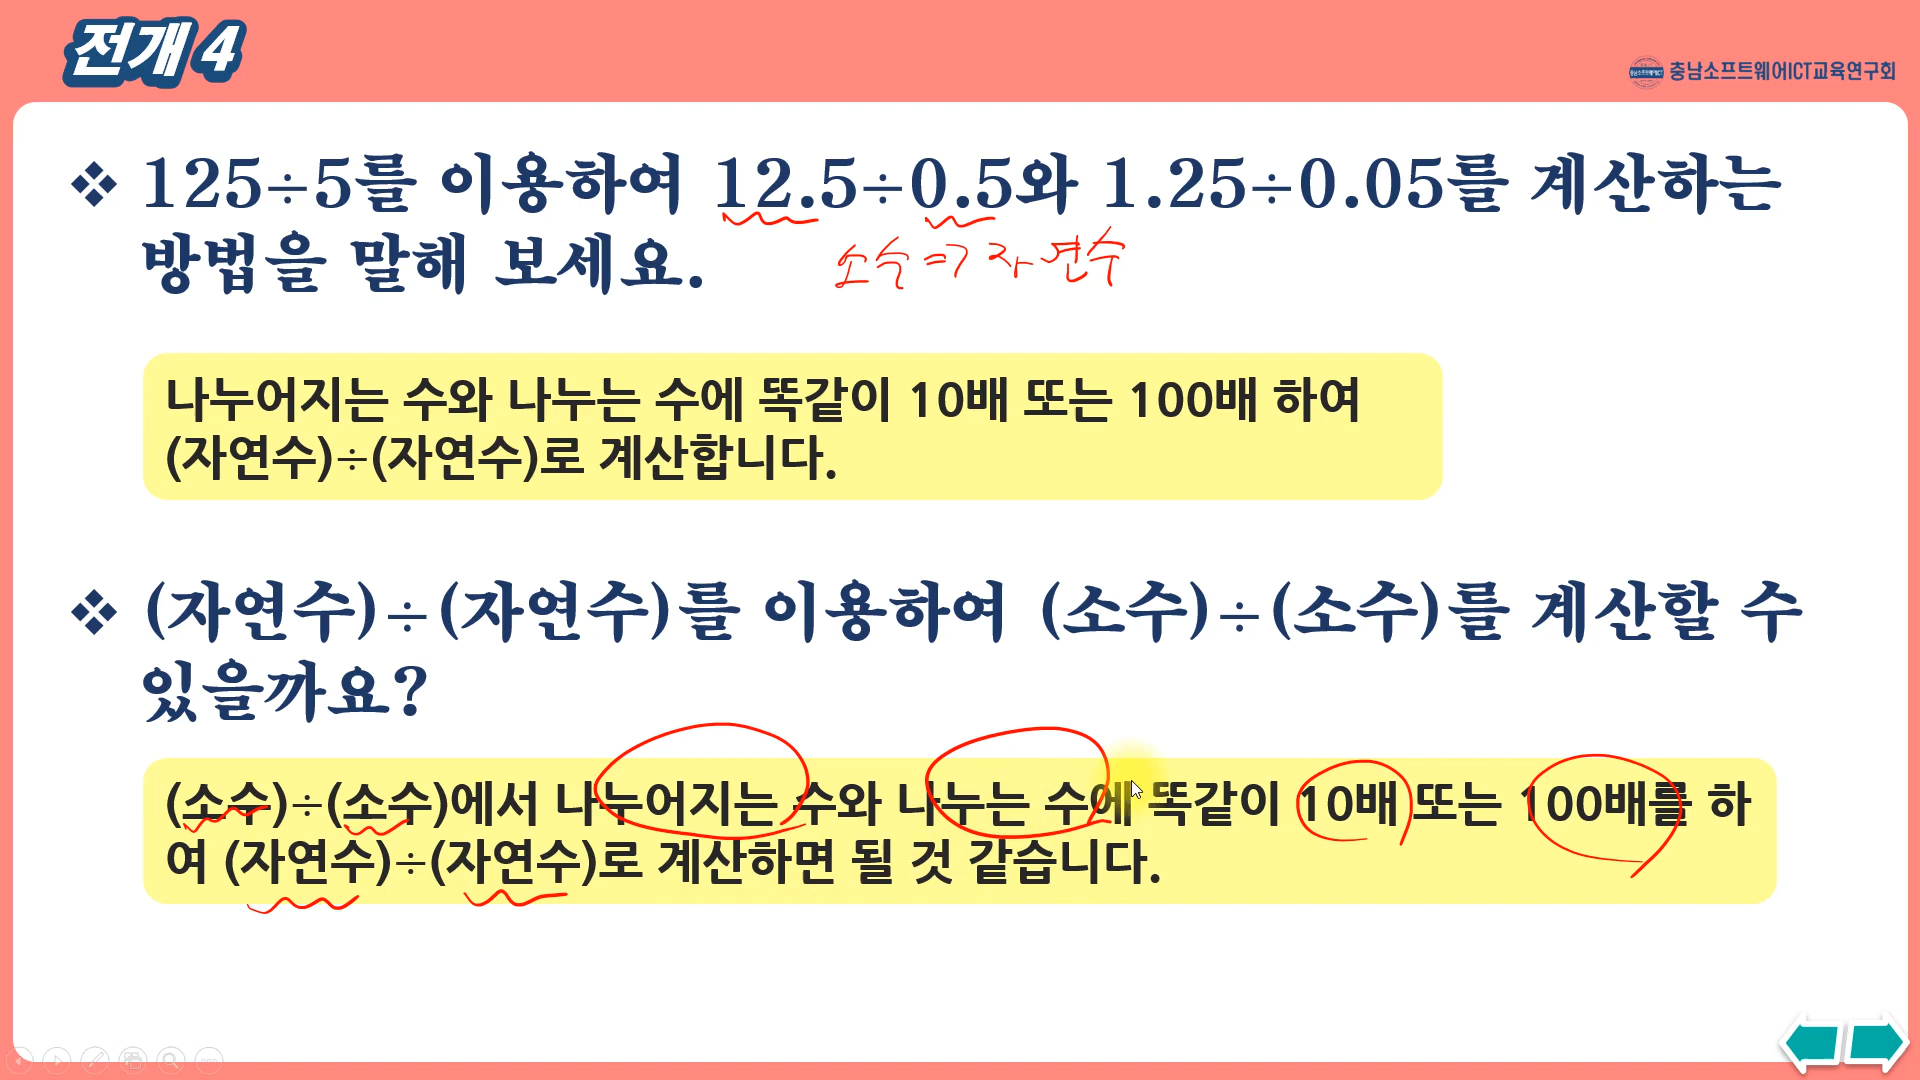 전개 4
충남소프트웨어ICT교육연구회
❖ 125÷5를 이용하여 12.5÷0.5와 1.25÷0.05를 계산하는
방법을 말해 보세요.
소수 => 자연수
나누어지는 수와 나누는 수에 똑같이 10배 또는 100배 하여
(자연수)÷(자연수)로 계산합니다.
❖ (자연수)÷(자연수)를 이용하여 (소수)÷(소수)를 계산할 수
있을까요?
(소수)÷(소수)에서 나누어지는 수와 나누는 수에 똑같이 10배 또는 100배를 하
여 (자연수)÷(자연수)로 계산하면 될 것 같습니다.